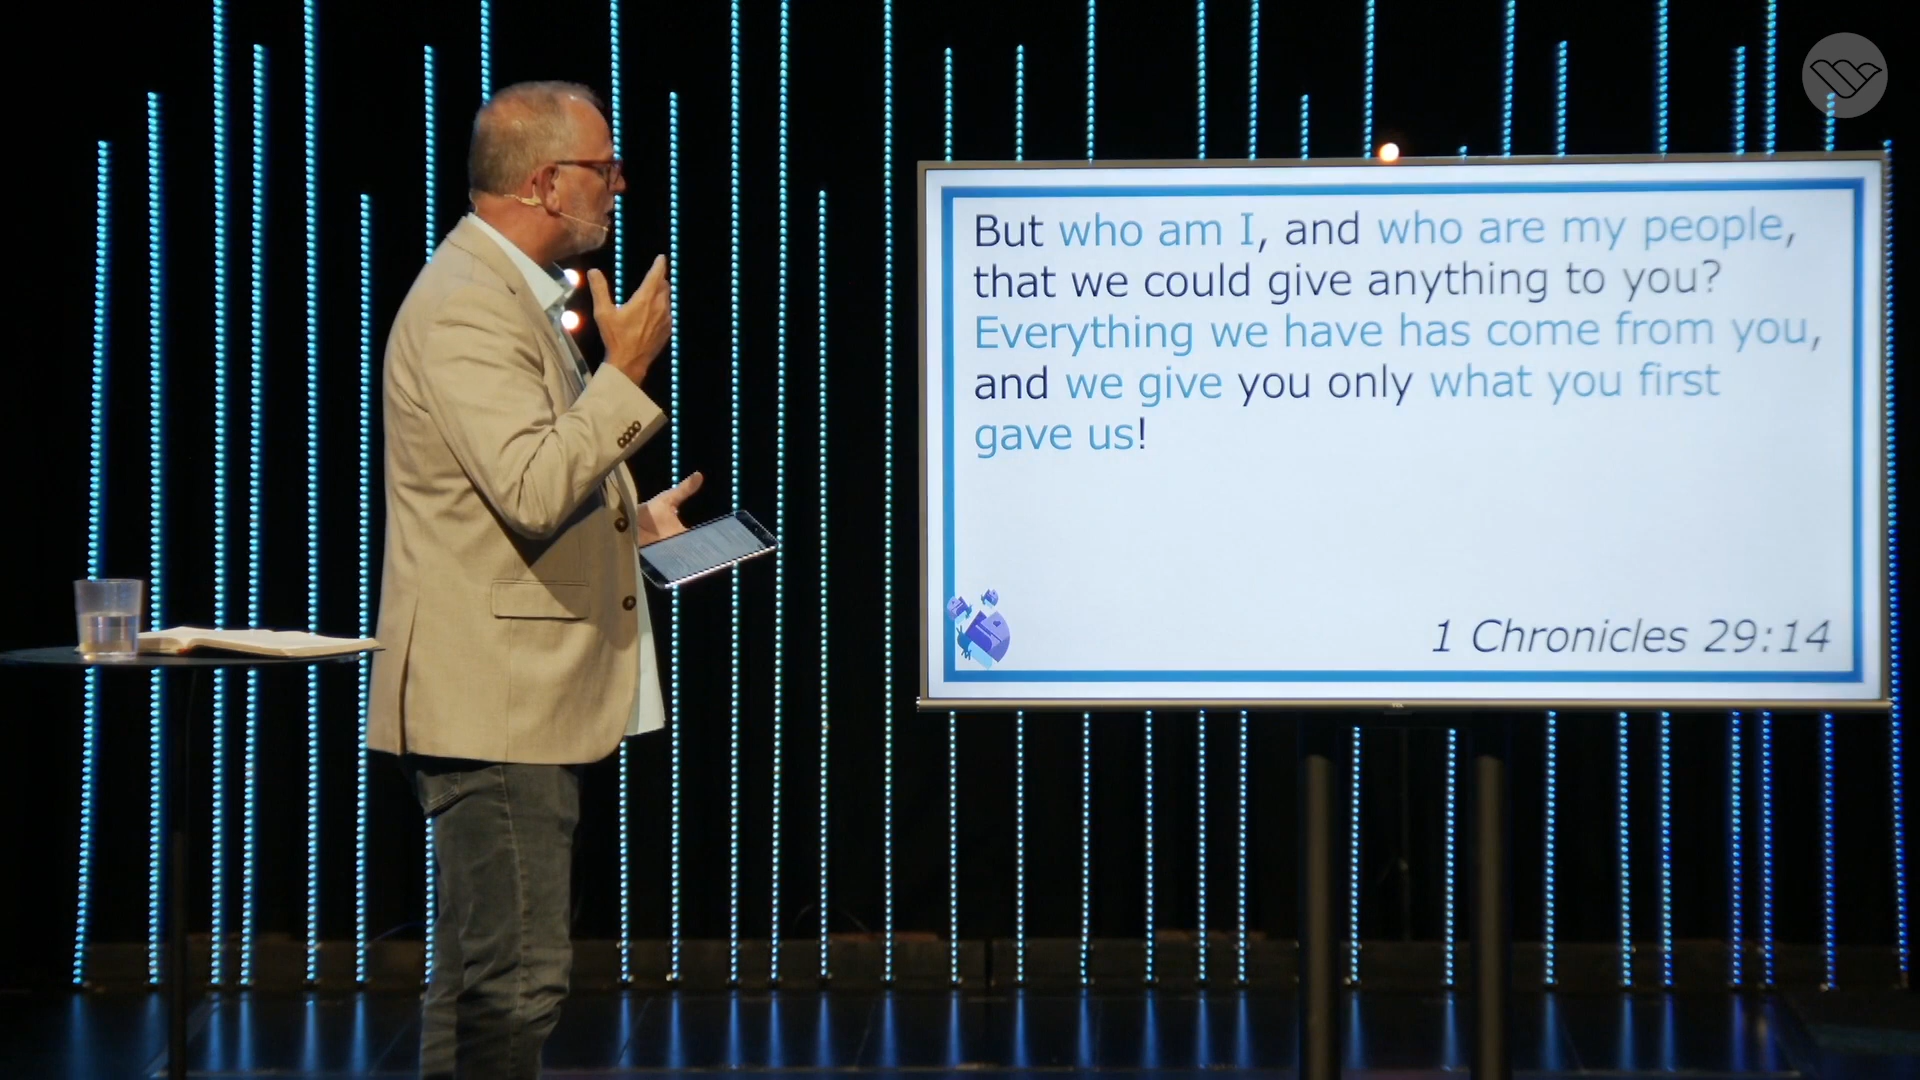 But who am I, and who are my people,
that we could give anything to you?
Everything we have has come from you,
and we give you only what you first
gave us!
1 Chronicles 29:14